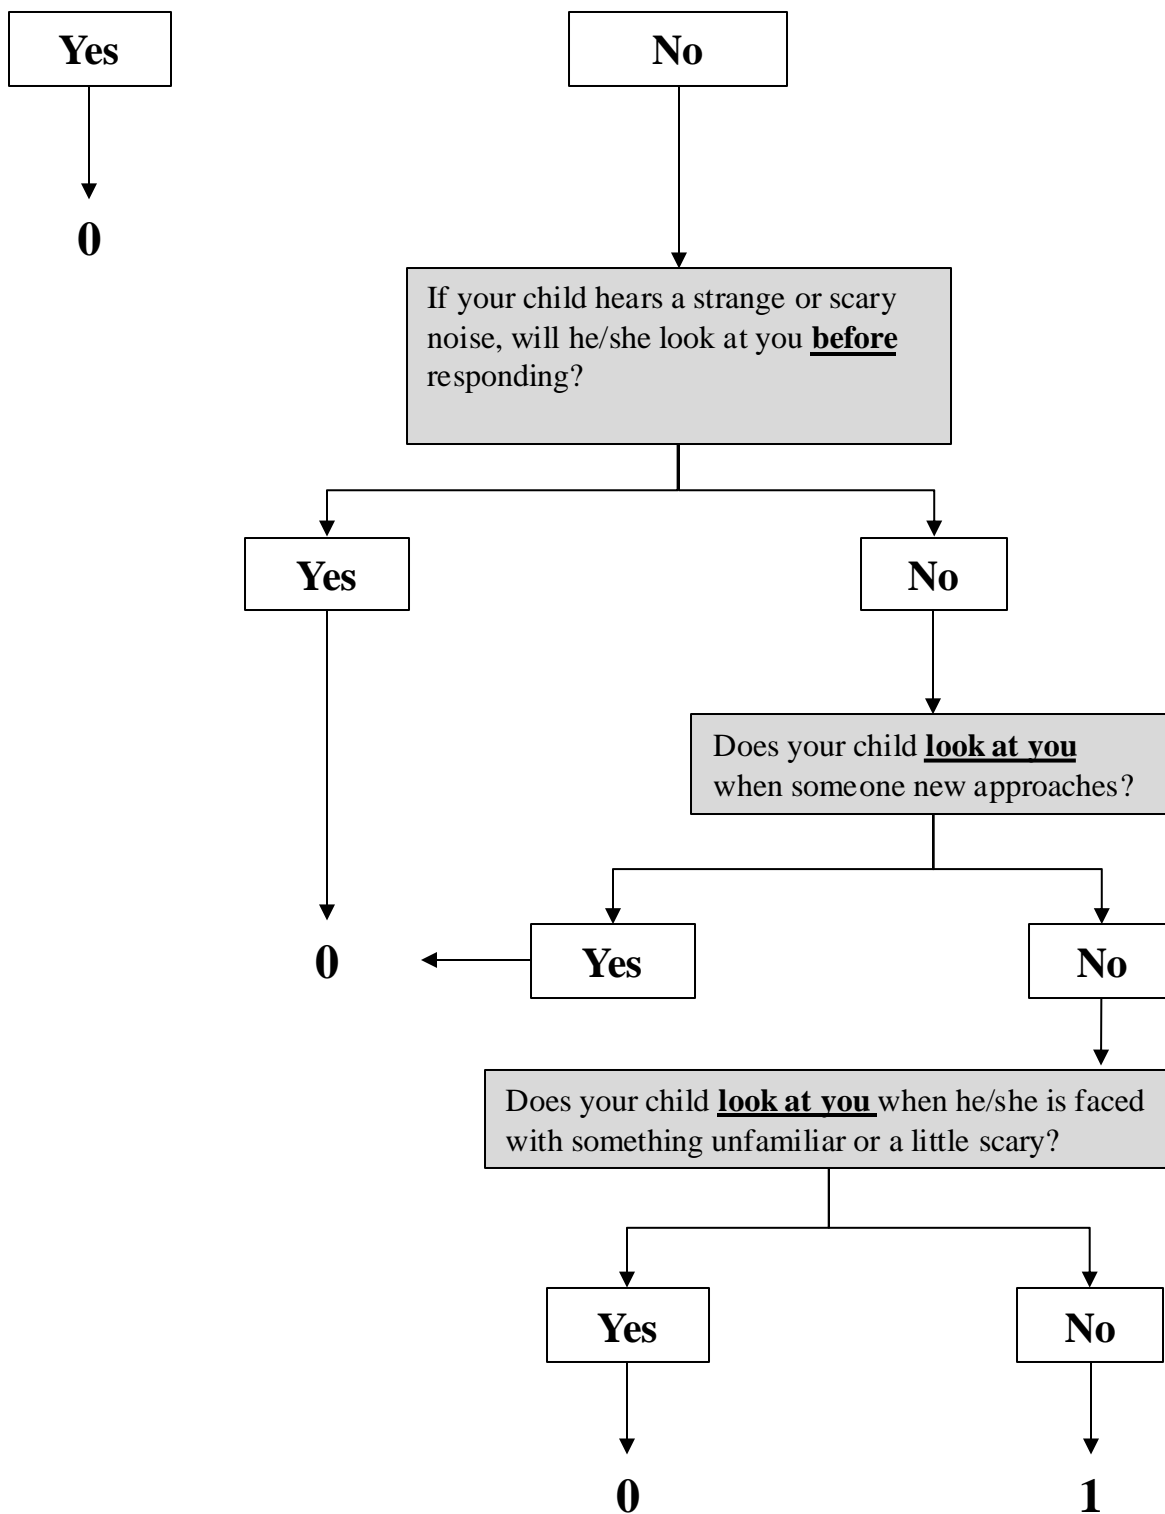 Yes
No
0
If your child hears a strange or scary
noise, will he/she look at you before
responding?
Yes
No
Does your child look at you
when someone new approaches?
0
Yes
No
Does your child look at you when he/she is faced
with something unfamiliar or a little scary?
Yes
No
0
1